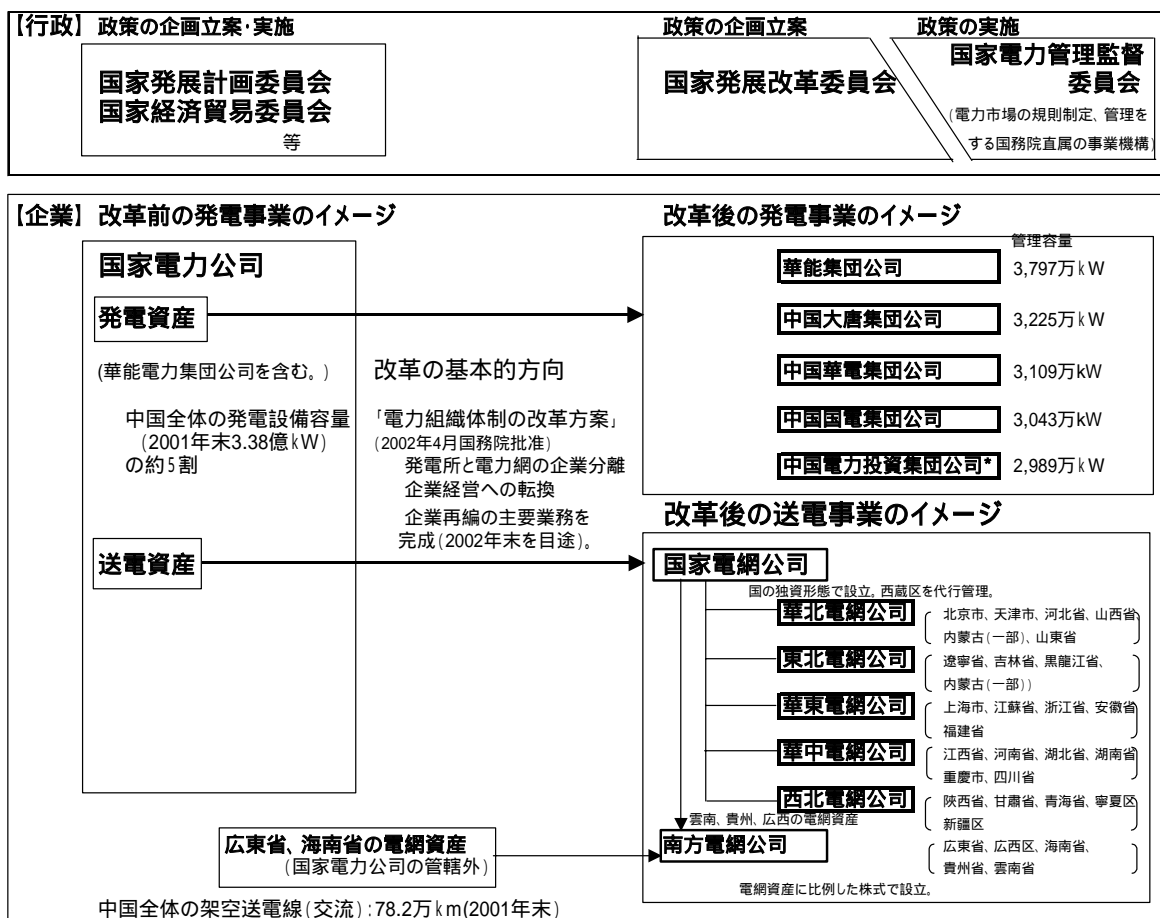 【行政】 政策の企画立案・実施
国家発展計画委員会
国家経済貿易委員会
等
政策の企画立案
国家発展改革委員会
政策の実施
国家電力管理監督
委員会
(電力市場の規則制定、管理を
する国務院直属の事業機構)
【企業】 改革前の発電事業のイメージ
国家電力公司
発電資産
(華能電力集団公司を含む。)
中国全体の発電設備容量
(2001年末3.38億kW)
の約5割
送電資産
改革の基本的方向
「電力組織体制の改革方案」
(2002年4月国務院批准)
発電所と電力網の企業分離
企業経営への転換
企業再編の主要業務を
完成(2002年末を目途)。
改革後の発電事業のイメージ
管理容量
華能集団公司 3,797万kW
中国大唐集団公司 3,225万kW
中国華電集団公司 3,109万kW
中国国電集団公司 3,043万kW
中国電力投資集団公司* 2,989万kW
改革後の送電事業のイメージ
国家電網公司
国の独資形態で設立。西蔵区を代行管理。
華北電網公司
北京市、天津市、河北省、山西省、
内蒙古(一部)、山東省
東北電網公司
遼寧省、吉林省、黒龍江省、
内蒙古(一部))
華東電網公司
上海市、江蘇省、浙江省、安徽省
福建省
華中電網公司
江西省、河南省、湖北省、湖南省
重慶市、四川省
西北電網公司
陝西省、甘粛省、青海省、寧夏区
新疆区
雲南、貴州、広西の電網資産
南方電網公司
広東省、広西区、海南省、
貴州省、雲南省
電網資産に比例した株式で設立。
広東省、海南省の電網資産
(国家電力公司の管轄外)
中国全体の架空送電線(交流):78.2万km(2001年末)